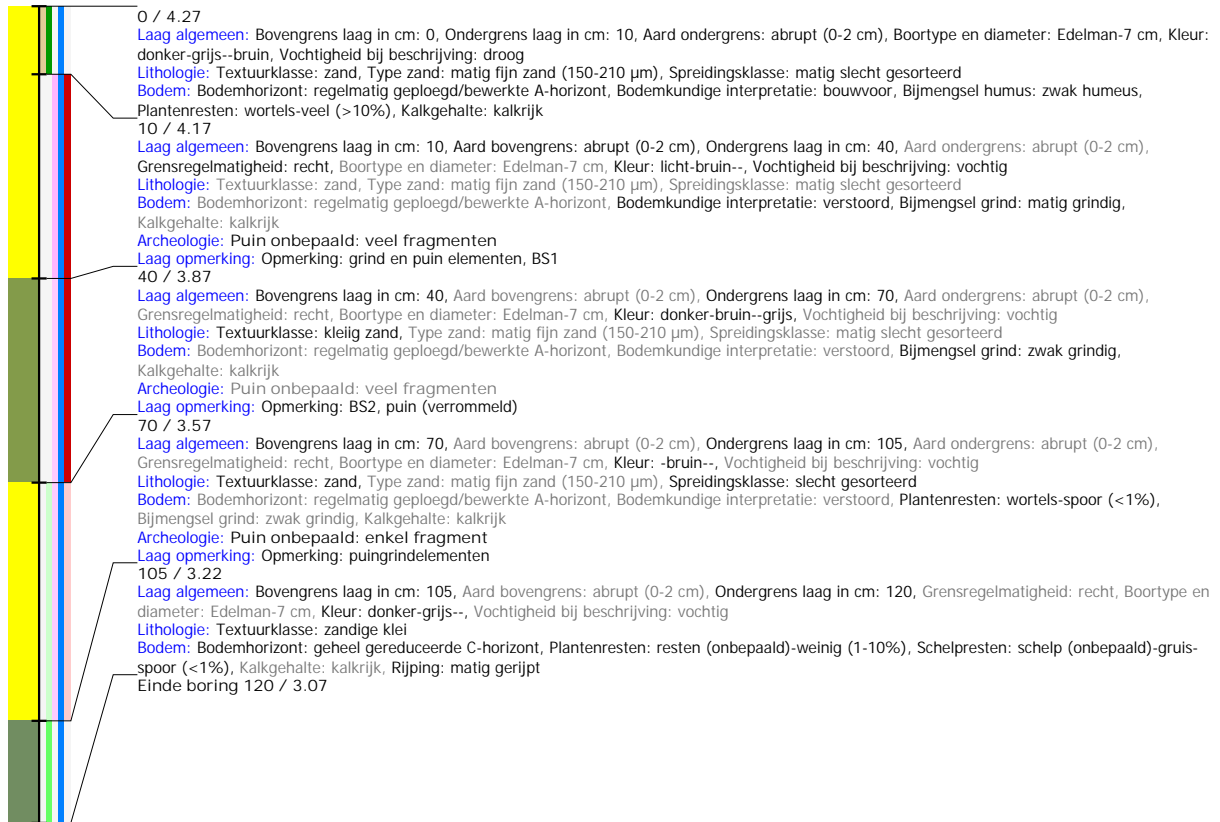 0 / 4.27
Laag algemeen: Bovengrens laag in cm: 0, Ondergrens laag in cm: 10, Aard ondergrens: abrupt (0-2 cm), Boortype en diameter: Edelman-7 cm, Kleur:
donker-grijs--bruin, Vochtigheid bij beschrijving: droog
Lithologie: Textuurklasse: zand, Type zand: matig fijn zand (150-210 µm), Spreidingsklasse: matig slecht gesorteerd
Bodem: Bodemhorizont: regelmatig geploegd/bewerkte A-horizont, Bodemkundige interpretatie: bouwvoor, Bijmengsel humus: zwak humeus,
Plantenresten: wortels-veel (>10%), Kalkgehalte: kalkrijk
10 / 4.17
Laag algemeen: Bovengrens laag in cm: 10, Aard bovengrens: abrupt (0-2 cm), Ondergrens laag in cm: 40, Aard ondergrens: abrupt (0-2 cm),
Grensregelmatigheid: recht, Boortype en diameter: Edelman-7 cm, Kleur: licht-bruin--, Vochtigheid bij beschrijving: vochtig
Lithologie: Textuurklasse: zand, Type zand: matig fijn zand (150-210 µm), Spreidingsklasse: matig slecht gesorteerd
Bodem: Bodemhorizont: regelmatig geploegd/bewerkte A-horizont, Bodemkundige interpretatie: verstoord, Bijmengsel grind: matig grindig,
Kalkgehalte: kalkrijk
Archeologie: Puin onbepaald: veel fragmenten
Laag opmerking: Opmerking: grind en puin elementen, BS1
40 / 3.87
Laag algemeen: Bovengrens laag in cm: 40, Aard bovengrens: abrupt (0-2 cm), Ondergrens laag in cm: 70, Aard ondergrens: abrupt (0-2 cm),
Grensregelmatigheid: recht, Boortype en diameter: Edelman-7 cm, Kleur: donker-bruin--grijs, Vochtigheid bij beschrijving: vochtig
Lithologie: Textuurklasse: kleiig zand, Type zand: matig fijn zand (150-210 µm), Spreidingsklasse: matig slecht gesorteerd
Bodem: Bodemhorizont: regelmatig geploegd/bewerkte A-horizont, Bodemkundige interpretatie: verstoord, Bijmengsel grind: zwak grindig,
Kalkgehalte: kalkrijk
Archeologie: Puin onbepaald: veel fragmenten
Laag opmerking: Opmerking: BS2, puin (verrommeld)
70 / 3.57
Laag algemeen: Bovengrens laag in cm: 70, Aard bovengrens: abrupt (0-2 cm), Ondergrens laag in cm: 105, Aard ondergrens: abrupt (0-2 cm),
Grensregelmatigheid: recht, Boortype en diameter: Edelman-7 cm, Kleur: -bruin--, Vochtigheid bij beschrijving: vochtig
Lithologie: Textuurklasse: zand, Type zand: matig fijn zand (150-210 µm), Spreidingsklasse: slecht gesorteerd
Bodem: Bodemhorizont: regelmatig geploegd/bewerkte A-horizont, Bodemkundige interpretatie: verstoord, Plantenresten: wortels-spoor (<1%),
Bijmengsel grind: zwak grindig, Kalkgehalte: kalkrijk
Archeologie: Puin onbepaald: enkel fragment
Laag opmerking: Opmerking: puingrindelementen
105 / 3.22
Laag algemeen: Bovengrens laag in cm: 105, Aard bovengrens: abrupt (0-2 cm), Ondergrens laag in cm: 120, Grensregelmatigheid: recht, Boortype en
diameter: Edelman-7 cm, Kleur: donker-grijs--, Vochtigheid bij beschrijving: vochtig
Lithologie: Textuurklasse: zandige klei
Bodem: Bodemhorizont: geheel gereduceerde C-horizont, Plantenresten: resten (onbepaald)-weinig (1-10%), Schelpresten: schelp (onbepaald)-gruis-
spoor (<1%), Kalkgehalte: kalkrijk, Rijping: matig gerijpt
Einde boring 120 / 3.07